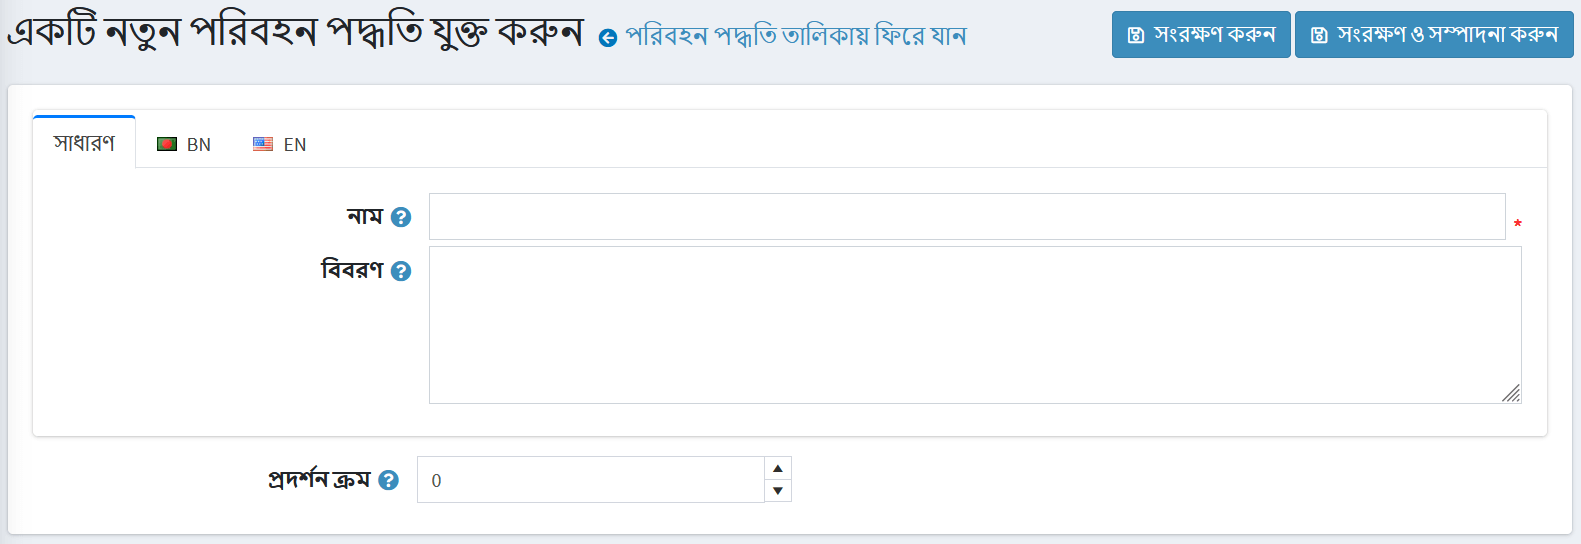 একটি নতুন পরিবহন পদ্ধতি যুক্ত করুন পরিবহন পদ্ধতি তালিকায় ফিরে যান সংরক্ষণ করুন সংরক্ষণ ও সম্পাদনা করুন
সাধারণ BN EN
নাম *
বিবরণ
প্রদর্শন ক্রম 0